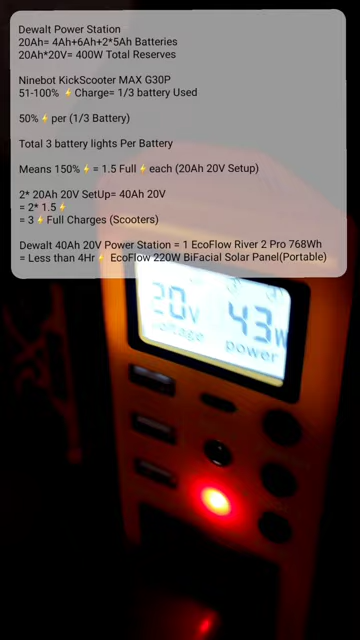 Dewalt Power Station
20Ah= 4Ah+6Ah+2*5Ah Batteries
20Ah*20V= 400W Total Reserves
Ninebot KickScooter MAX G30P
51-100% ⚡Charge= 1/3 battery Used
50%⚡per (1/3 Battery)
Total 3 battery lights Per Battery
Means 150%⚡= 1.5 Full⚡each (20Ah 20V Setup)
2* 20Ah 20V SetUp= 40Ah 20V
= 2* 1.5⚡
= 3⚡Full Charges (Scooters)
Dewalt 40Ah 20V Power Station = 1 EcoFlow River 2 Pro 768Wh
= Less than 4Hr⚡ EcoFlow 220W BiFacial Solar Panel(Portable)
20V 43W
voltage power